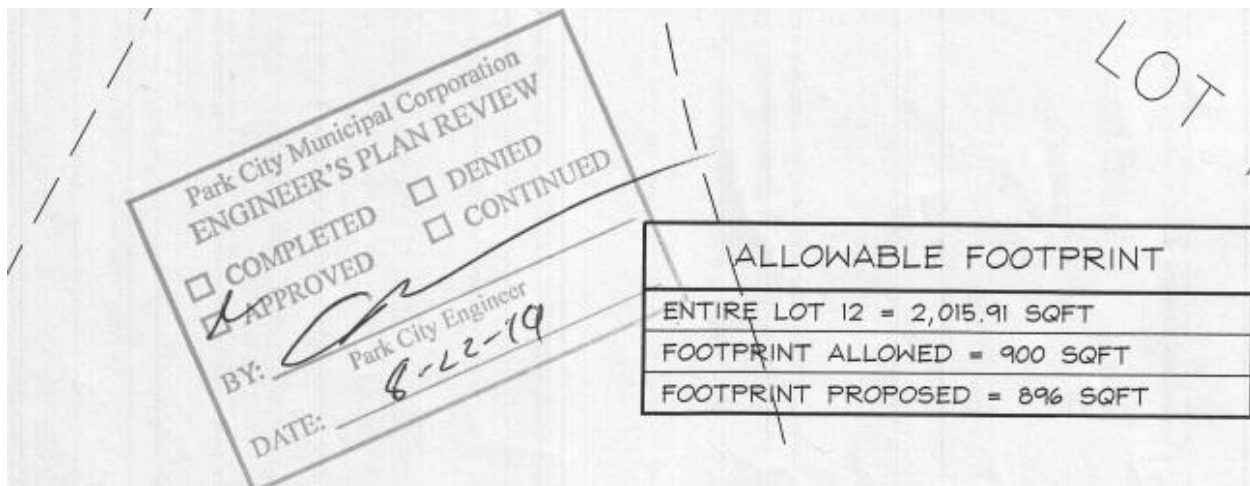 Park City Municipal Corporation
ENGINEER'S PLAN REVIEW
☐ COMPLETED ☐ DENIED
☑ APPROVED ☐ CONTINUED
BY:
Park City Engineer
DATE: 8-22-19
LOT
ALLOWABLE FOOTPRINT
ENTIRE LOT 12 = 2,015.91 SQFT
FOOTPRINT ALLOWED = 900 SQFT
FOOTPRINT PROPOSED = 896 SQFT